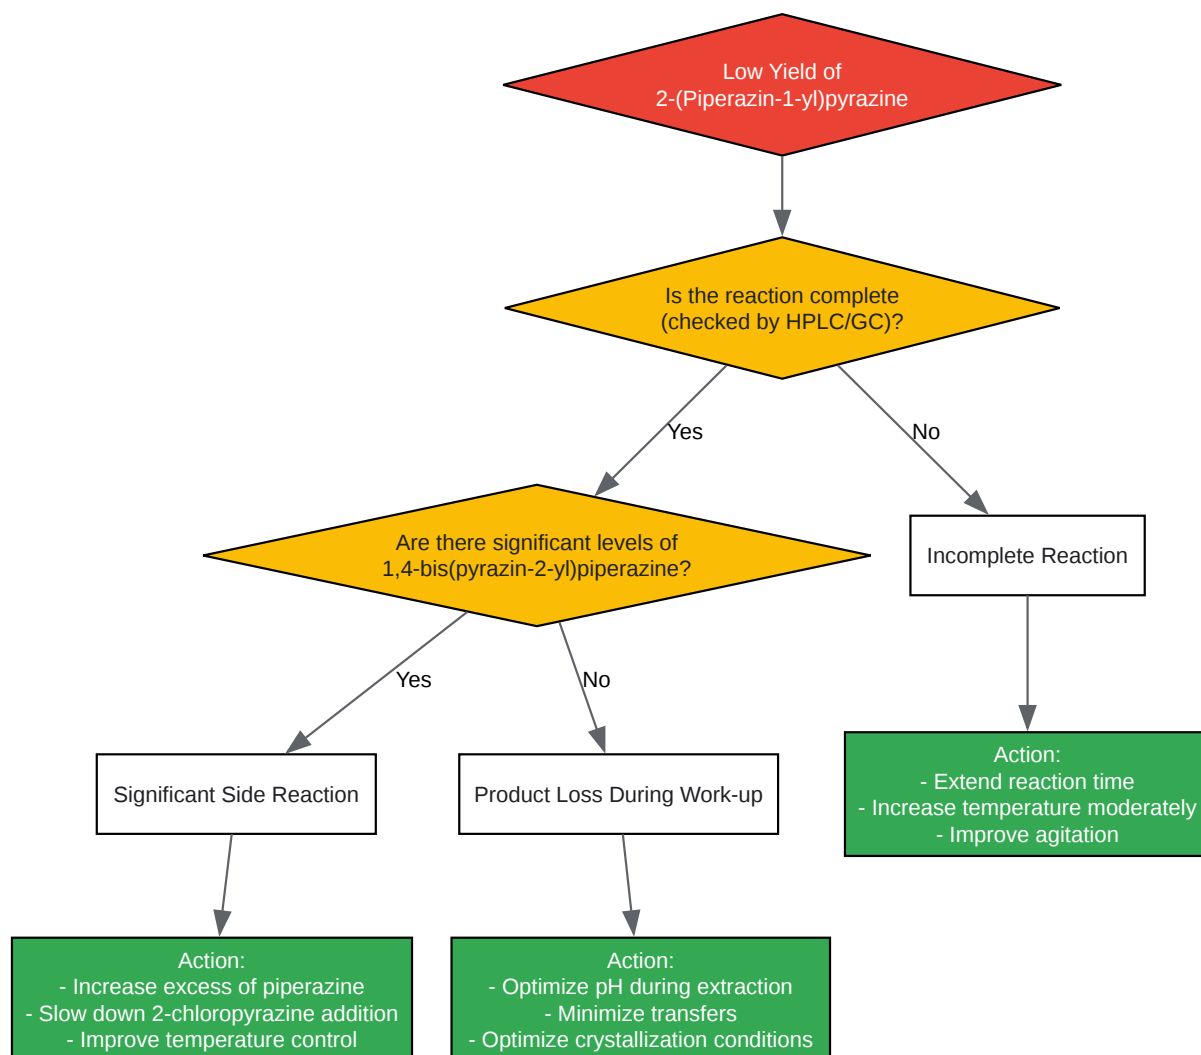 Low Yield of
2-(Piperazin-1-yl)pyrazine
Is the reaction complete
(checked by HPLC/GC)?
Yes
No
Are there significant levels of
1,4-bis(pyrazin-2-yl)piperazine?
Incomplete Reaction
Yes
No
Significant Side Reaction
Product Loss During Work-up
Action:
- Extend reaction time
- Increase temperature moderately
- Improve agitation
Action:
- Increase excess of piperazine
- Slow down 2-chloropyrazine addition
- Improve temperature control
Action:
- Optimize pH during extraction
- Minimize transfers
- Optimize crystallization conditions